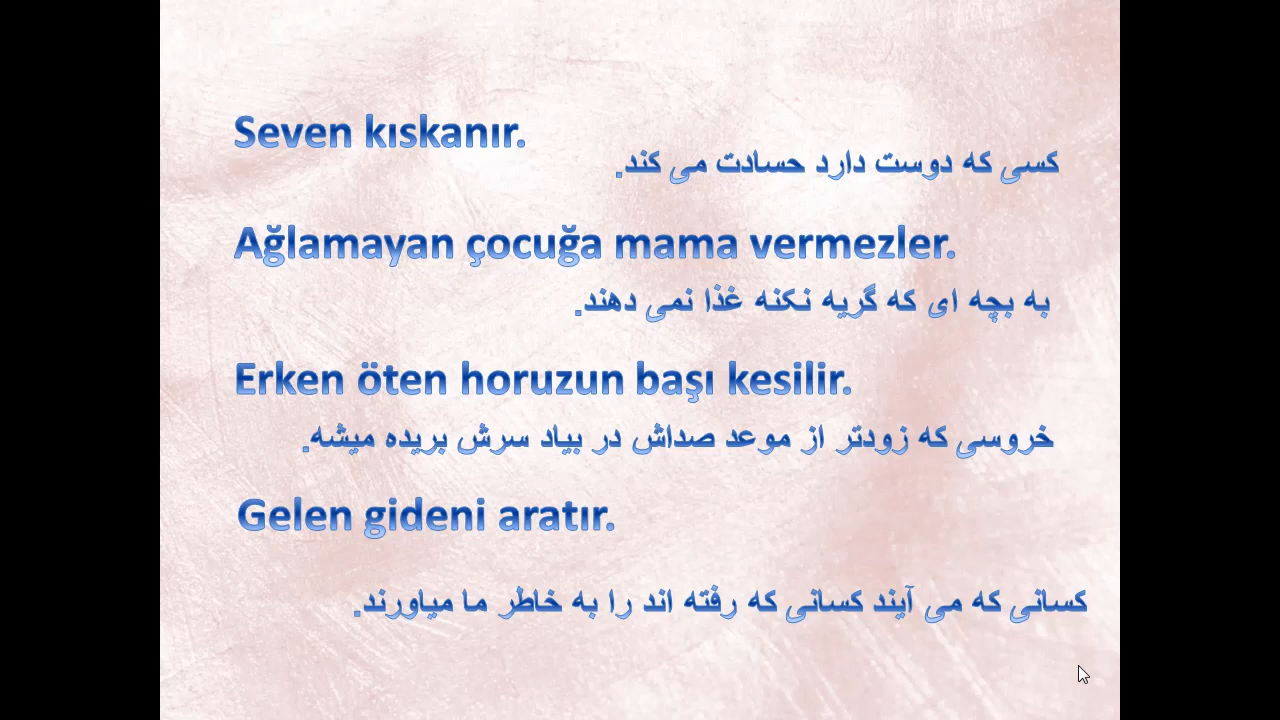 Seven kıskanır.
کسی که دوست دارد حسادت می کند.
Ağlamayan çocuğa mama vermezler.
به بچه ای که گریه نکنه غذا نمی دهند.
Erken öten horuzun başı kesilir.
خروسی که زودتر از موعد صداش در بیاد سرش بریده میشه.
Gelen gideni aratır.
کسانی که می آیند کسانی که رفته اند را به خاطر ما میاورند.